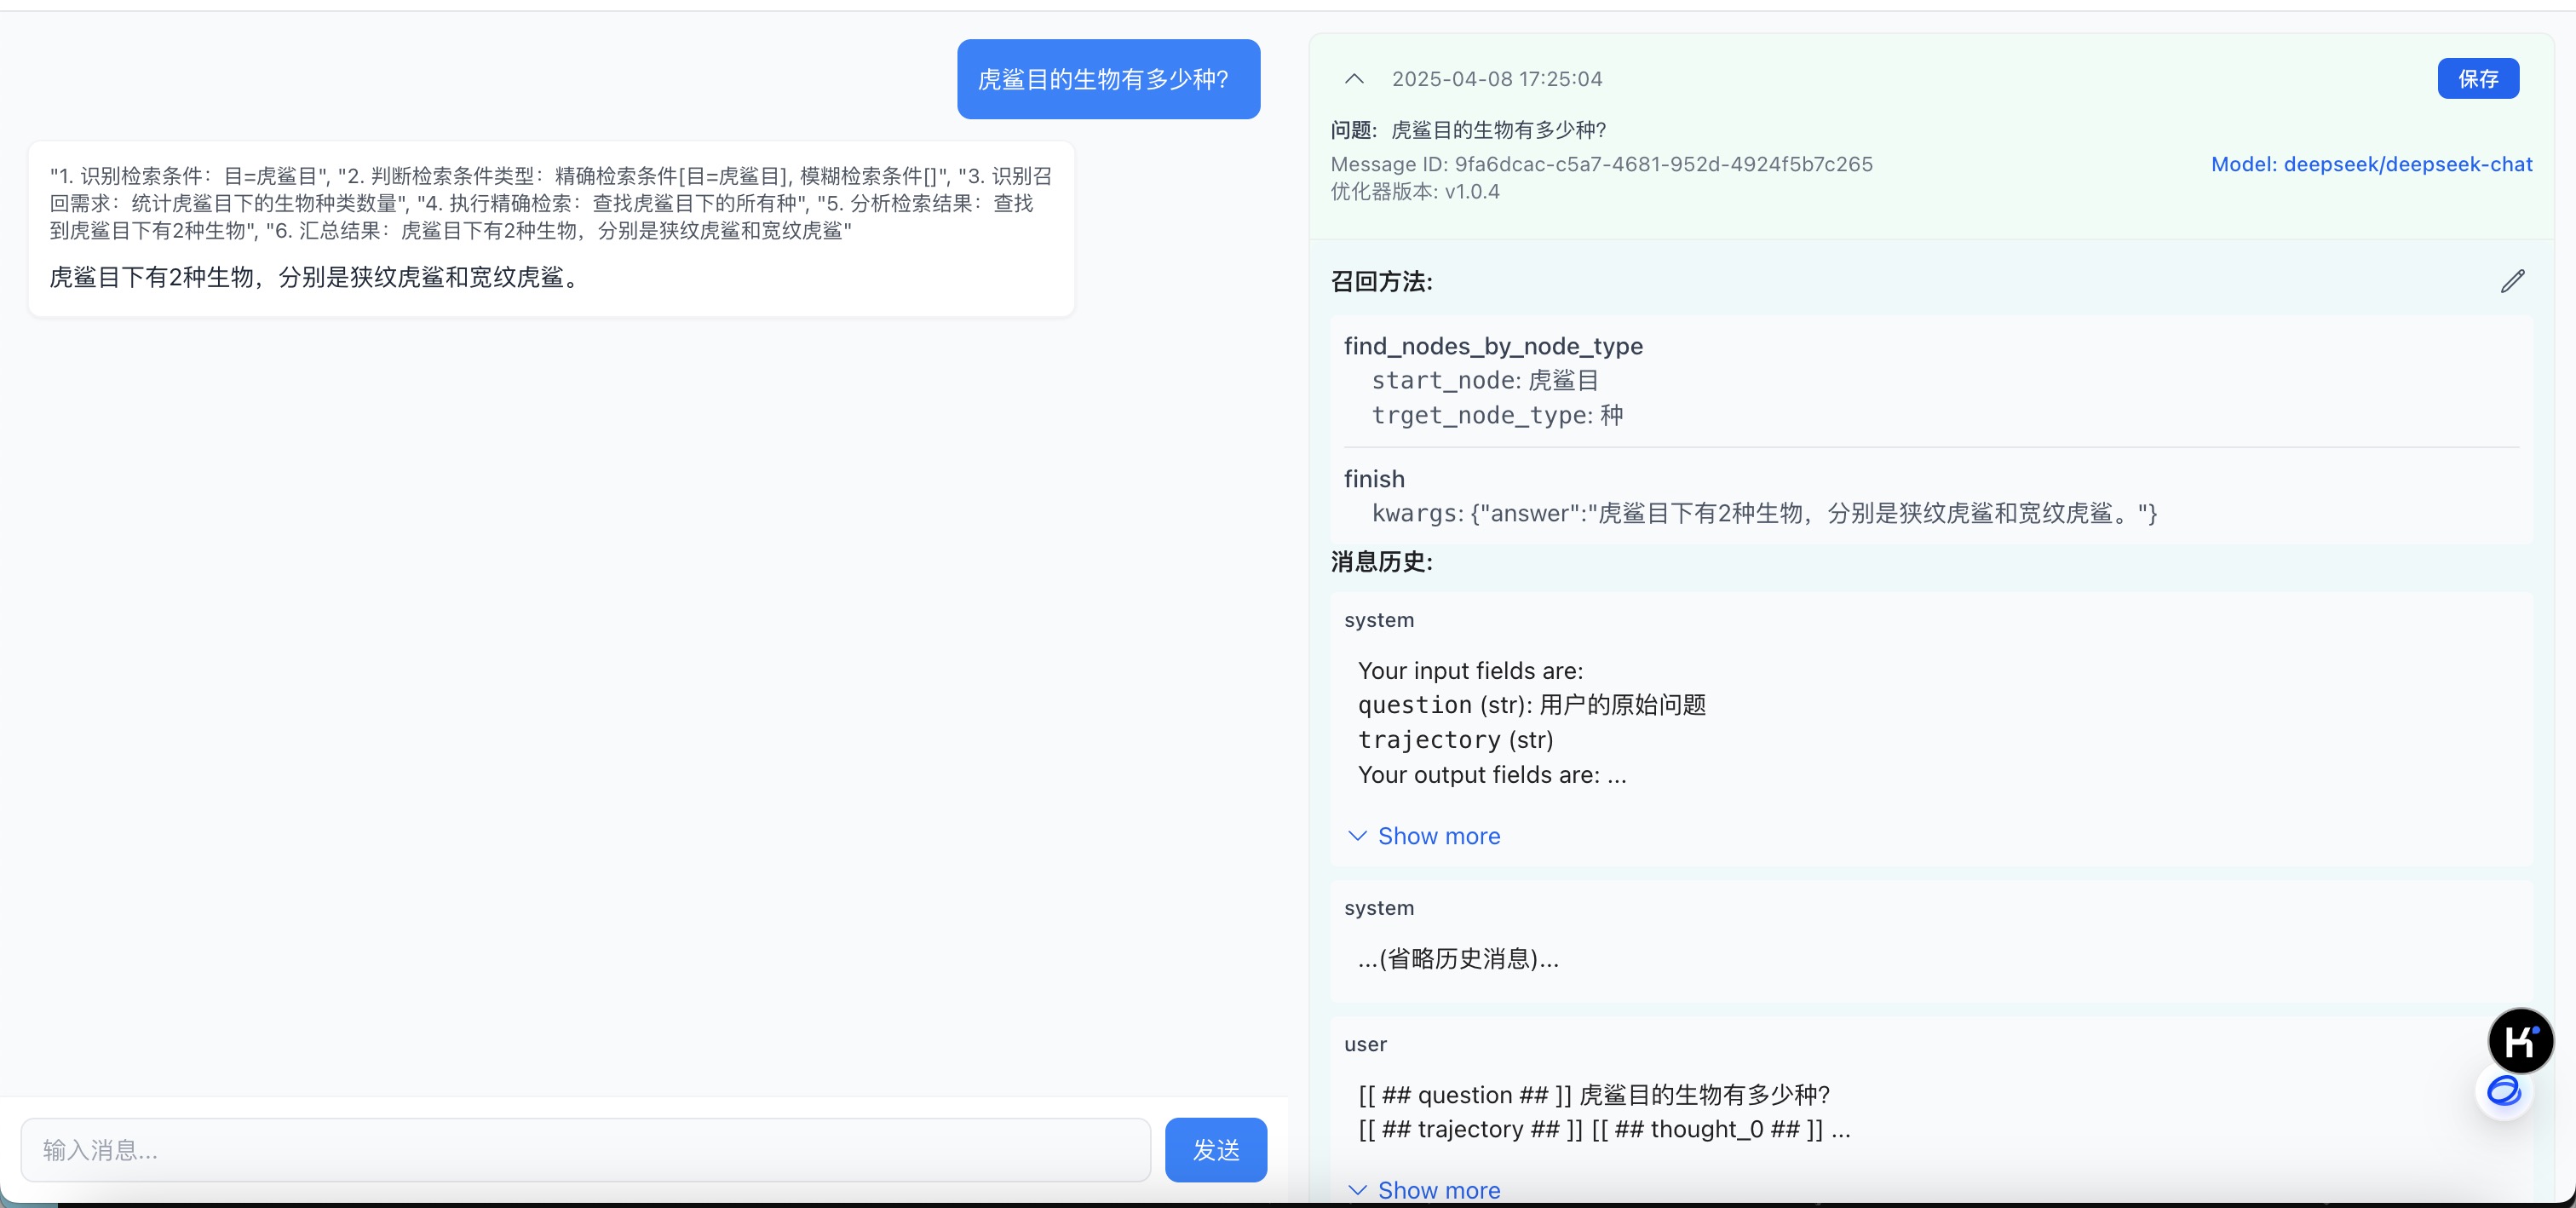 虎鲨目的生物有多少种?
"1. 识别检索条件：目=虎鲨目", "2. 判断检索条件类型：精确检索条件[目=虎鲨目], 模糊检索条件[]", "3. 识别召
回需求：统计虎鲨目下的生物种类数量", "4. 执行精确检索：查找虎鲨目下的所有种", "5. 分析检索结果：查找
到虎鲨目下有2种生物", "6. 汇总结果：虎鲨目下有2种生物，分别是狭纹虎鲨和宽纹虎鲨"
虎鲨目下有2种生物，分别是狭纹虎鲨和宽纹虎鲨。
输入消息...
发送
2025-04-08 17:25:04
保存
问题: 虎鲨目的生物有多少种?
Message ID: 9fa6dcac-c5a7-4681-952d-4924f5b7c265
Model: deepseek/deepseek-chat
优化器版本: v1.0.4
召回方法:
find_nodes_by_node_type
start_node: 虎鲨目
trget_node_type: 种
finish
kwargs: {"answer":"虎鲨目下有2种生物，分别是狭纹虎鲨和宽纹虎鲨。"}
消息历史:
system
Your input fields are:
question (str): 用户的原始问题
trajectory (str)
Your output fields are: ...
Show more
system
...(省略历史消息)...
user
[[ ## question ## ]] 虎鲨目的生物有多少种?
[[ ## trajectory ## ]] [[ ## thought_0 ## ]] ...
Show more
K